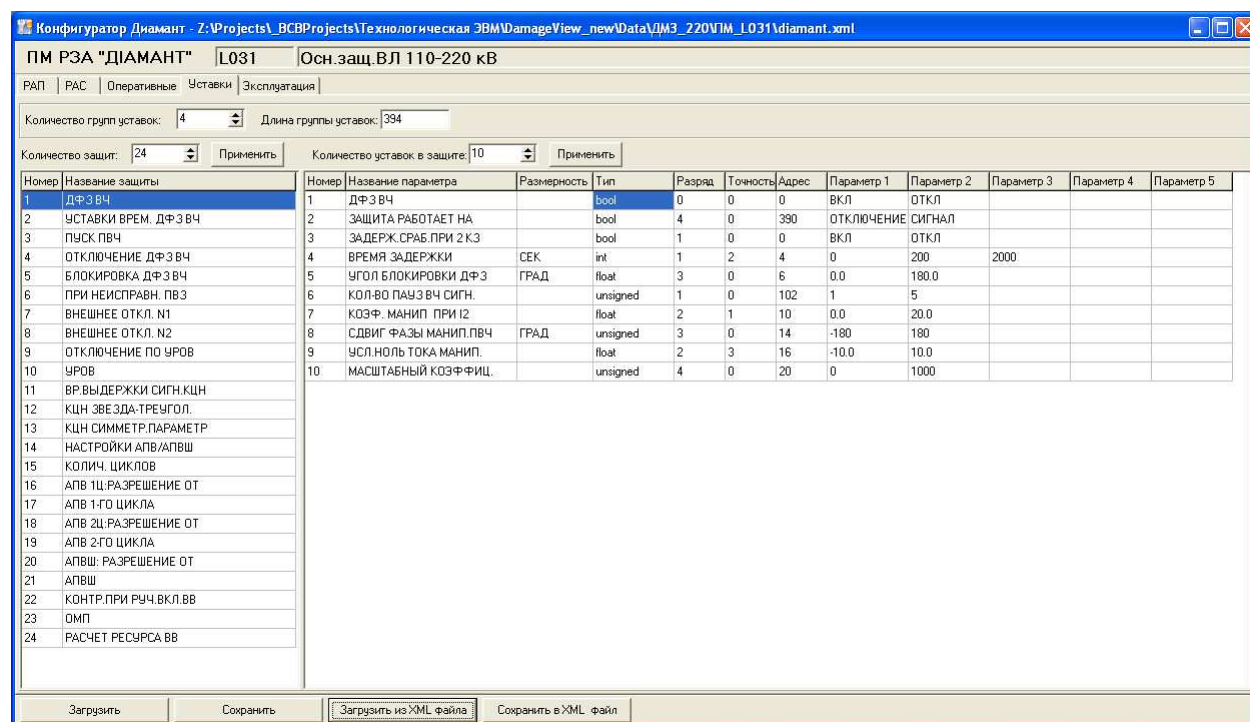 Конфигуратор Диамант - Z:\Projects\_BCBProjects\Технологическая ЭВМ\DamageView_new\Data\ДМЗ_220\ПМ_L031\diamant.xml
ПМ РЗА "ДІАМАНТ" L031 Осн.защ.ВЛ 110-220 кВ
РАП РАС Оперативные Уставки Эксплуатация
Количество групп уставок: 4 Длина группы уставок: 394
Количество защит: 24 Применить Количество уставок в защите: 10 Применить
Номер Название защиты Номер Название параметра Размерность Тип Разряд Точность Адрес Параметр 1 Параметр 2 Параметр 3 Параметр 4 Параметр 5
1 ДФЗ ВЧ 1 ДФЗ ВЧ bool 0 0 0 ВКЛ ОТКЛ
2 УСТАВКИ ВРЕМ. ДФЗ ВЧ 2 ЗАЩИТА РАБОТАЕТ НА bool 4 0 390 ОТКЛЮЧЕНИЕ СИГНАЛ
3 ПУСК ПВЧ 3 ЗАДЕРЖ.СРАБ.ПРИ 2 КЗ bool 1 0 0 ВКЛ ОТКЛ
4 ОТКЛЮЧЕНИЕ ДФЗ ВЧ 4 ВРЕМЯ ЗАДЕРЖКИ СЕК int 1 2 4 0 200 2000
5 БЛОКИРОВКА ДФЗ ВЧ 5 УГОЛ БЛОКИРОВКИ ДФЗ ГРАД float 3 0 6 0.0 180.0
6 ПРИ НЕИСПРАВН. ПВЗ 6 КОЛ-ВО ПАУЗ ВЧ СИГН. unsigned 1 0 102 1 5
7 ВНЕШНЕЕ ОТКЛ. N1 7 КОЭФ. МАНИП ПРИ I2 float 2 1 10 0.0 20.0
8 ВНЕШНЕЕ ОТКЛ. N2 8 СДВИГ ФАЗЫ МАНИП.ПВЧ ГРАД unsigned 3 0 14 -180 180
9 ОТКЛЮЧЕНИЕ ПО УРОВ 9 УСЛ.НОЛЬ ТОКА МАНИП. float 2 3 16 -10.0 10.0
10 УРОВ 10 МАСШТАБНЫЙ КОЭФФИЦ. unsigned 4 0 20 0 1000
11 ВР.ВЫДЕРЖКИ СИГН.КЦН
12 КЦН ЗВЕЗДА-ТРЕУГОЛ.
13 КЦН СИММЕТР.ПАРАМЕТР
14 НАСТРОЙКИ АПВ/АПВШ
15 КОЛИЧ. ЦИКЛОВ
16 АПВ 1Ц:РАЗРЕШЕНИЕ ОТ
17 АПВ 1-ГО ЦИКЛА
18 АПВ 2Ц:РАЗРЕШЕНИЕ ОТ
19 АПВ 2-ГО ЦИКЛА
20 АПВШ: РАЗРЕШЕНИЕ ОТ
21 АПВШ
22 КОНТР.ПРИ РУЧ.ВКЛ.ВВ
23 ОМП
24 РАСЧЕТ РЕСУРСА ВВ
Загрузить Сохранить Загрузить из XML файла Сохранить в XML файл